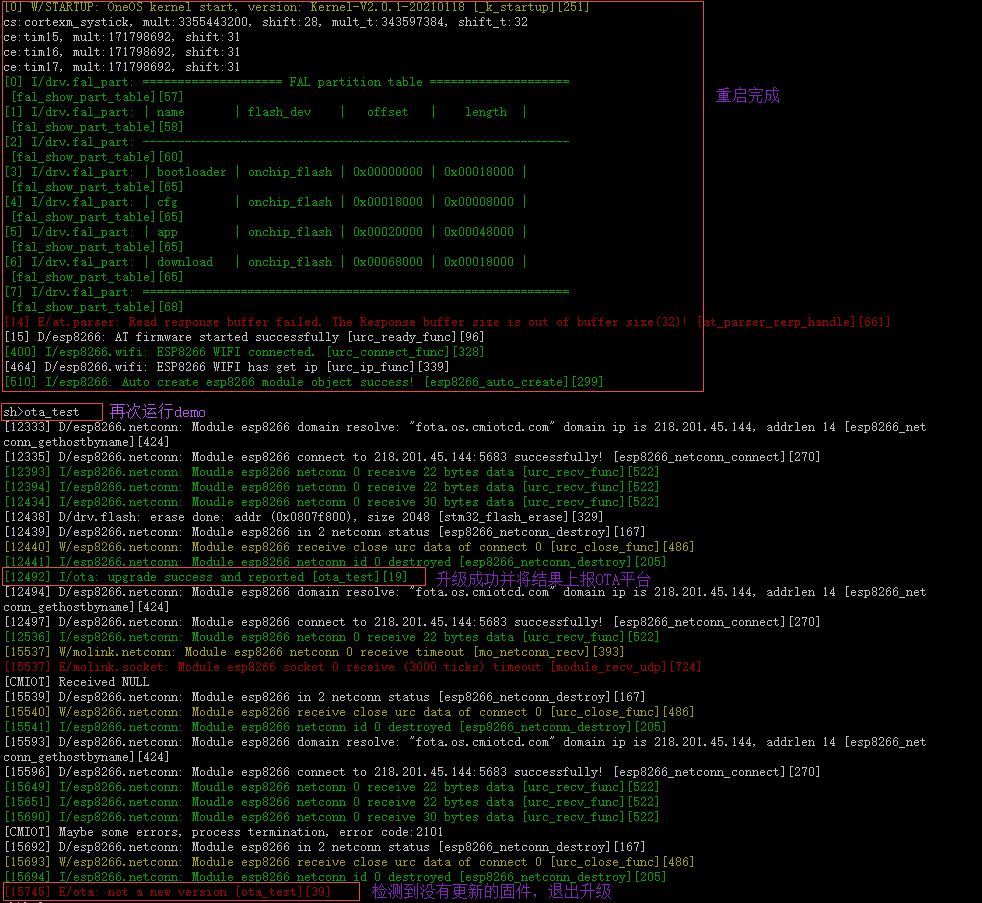 [0] W/STARTUP: OneOS kernel start, version: Kernel-V2.0.1-20210118 [_k_startup][251]
cs:cortexm_systick, mult:3355443200, shift:28, mult_t:343597384, shift_t:32
ce:tim15, mult:171798692, shift:31
ce:tim16, mult:171798692, shift:31
ce:tim17, mult:171798692, shift:31
[0] I/drv.fal_part: ==================== FAL partition table ====================
[fal_show_part_table][57]
重启完成
[1] I/drv.fal_part: | name | flash_dev | offset | length |
[fal_show_part_table][58]
[2] I/drv.fal_part: -------------------------------------------------------------
[fal_show_part_table][60]
[3] I/drv.fal_part: | bootloader | onchip_flash | 0x00000000 | 0x00018000 |
[fal_show_part_table][65]
[4] I/drv.fal_part: | cfg | onchip_flash | 0x00018000 | 0x00008000 |
[fal_show_part_table][65]
[5] I/drv.fal_part: | app | onchip_flash | 0x00020000 | 0x00048000 |
[fal_show_part_table][65]
[6] I/drv.fal_part: | download | onchip_flash | 0x00068000 | 0x00018000 |
[fal_show_part_table][65]
[7] I/drv.fal_part: =============================================================
[fal_show_part_table][68]
[14] E/at.parser: Read response buffer failed. The Response buffer size is out of buffer size(32)! [at_parser_resp_handle][661]
[15] D/esp8266: AT firmware started successfully [urc_ready_func][96]
[400] I/esp8266.wifi: ESP8266 WIFI connected. [urc_connect_func][328]
[464] D/esp8266.wifi: ESP8266 WIFI has get ip [urc_ip_func][339]
[510] I/esp8266: Auto create esp8266 module object success! [esp8266_auto_create][299]
sh>ota_test 再次运行demo
[12333] D/esp8266.netconn: Module esp8266 domain resolve: "fota.os.cmiotcd.com" domain ip is 218.201.45.144, addrlen 14 [esp8266_net
conn_gethostbyname][424]
[12335] D/esp8266.netconn: Module esp8266 connect to 218.201.45.144:5683 successfully! [esp8266_netconn_connect][270]
[12393] I/esp8266.netconn: Moudle esp8266 netconn 0 receive 22 bytes data [urc_recv_func][522]
[12394] I/esp8266.netconn: Moudle esp8266 netconn 0 receive 22 bytes data [urc_recv_func][522]
[12434] I/esp8266.netconn: Moudle esp8266 netconn 0 receive 30 bytes data [urc_recv_func][522]
[12438] D/drv.flash: erase done: addr (0x0807f800), size 2048 [stm32_flash_erase][329]
[12439] D/esp8266.netconn: Module esp8266 in 2 netconn status [esp8266_netconn_destroy][167]
[12440] W/esp8266.netconn: Module esp8266 receive close urc data of connect 0 [urc_close_func][486]
[12441] I/esp8266.netconn: Module esp8266 netconn id 0 destroyed [esp8266_netconn_destroy][205]
[12492] I/ota: upgrade success and reported [ota_test][19] 升级成功并将结果上报OTA平台
[12494] D/esp8266.netconn: Module esp8266 domain resolve: "fota.os.cmiotcd.com" domain ip is 218.201.45.144, addrlen 14 [esp8266_net
conn_gethostbyname][424]
[12497] D/esp8266.netconn: Module esp8266 connect to 218.201.45.144:5683 successfully! [esp8266_netconn_connect][270]
[12536] I/esp8266.netconn: Moudle esp8266 netconn 0 receive 22 bytes data [urc_recv_func][522]
[15537] W/molink.netconn: Module esp8266 netconn 0 receive timeout [mo_netconn_recv][393]
[15537] E/molink.socket: Module esp8266 socket 0 receive (3000 ticks) timeout [module_recv_udp][724]
[CMIOT] Received NULL
[15539] D/esp8266.netconn: Module esp8266 in 2 netconn status [esp8266_netconn_destroy][167]
[15540] W/esp8266.netconn: Module esp8266 receive close urc data of connect 0 [urc_close_func][486]
[15541] I/esp8266.netconn: Module esp8266 netconn id 0 destroyed [esp8266_netconn_destroy][205]
[15593] D/esp8266.netconn: Module esp8266 domain resolve: "fota.os.cmiotcd.com" domain ip is 218.201.45.144, addrlen 14 [esp8266_net
conn_gethostbyname][424]
[15596] D/esp8266.netconn: Module esp8266 connect to 218.201.45.144:5683 successfully! [esp8266_netconn_connect][270]
[15649] I/esp8266.netconn: Moudle esp8266 netconn 0 receive 22 bytes data [urc_recv_func][522]
[15651] I/esp8266.netconn: Moudle esp8266 netconn 0 receive 22 bytes data [urc_recv_func][522]
[15690] I/esp8266.netconn: Moudle esp8266 netconn 0 receive 30 bytes data [urc_recv_func][522]
[CMIOT] Maybe some errors, process termination, error code:2101
[15692] D/esp8266.netconn: Module esp8266 in 2 netconn status [esp8266_netconn_destroy][167]
[15693] W/esp8266.netconn: Module esp8266 receive close urc data of connect 0 [urc_close_func][486]
[15694] I/esp8266.netconn: Module esp8266 netconn id 0 destroyed [esp8266_netconn_destroy][205]
[15745] E/ota: not a new version [ota_test][39] 检测到没有更新的固件，退出升级